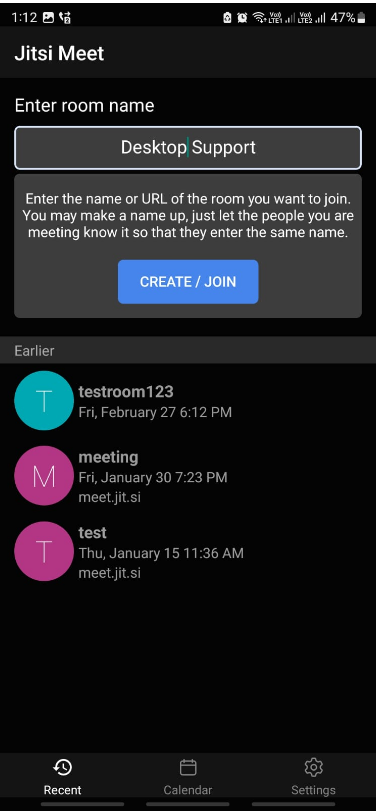 1:12 47%
Jitsi Meet
Enter room name
Desktop Support
Enter the name or URL of the room you want to join.
You may make a name up, just let the people you are
meeting know it so that they enter the same name.
CREATE / JOIN
Earlier
T testroom123
Fri, February 27 6:12 PM
M meeting
Fri, January 30 7:23 PM
meet.jit.si
T test
Thu, January 15 11:36 AM
meet.jit.si
Recent Calendar Settings